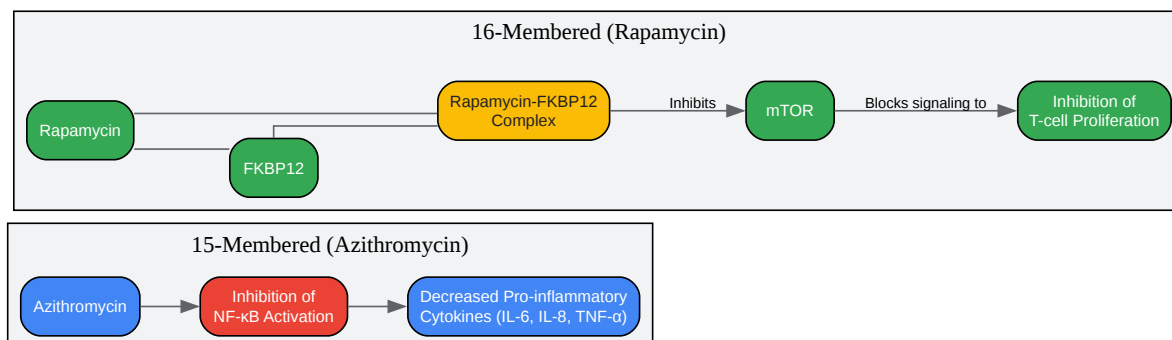 16-Membered (Rapamycin)
Rapamycin
FKBP12
Rapamycin-FKBP12
Complex
Inhibits
mTOR
Blocks signaling to
Inhibition of
T-cell Proliferation
15-Membered (Azithromycin)
Azithromycin
Inhibition of
NF-κB Activation
Decreased Pro-inflammatory
Cytokines (IL-6, IL-8, TNF-α)